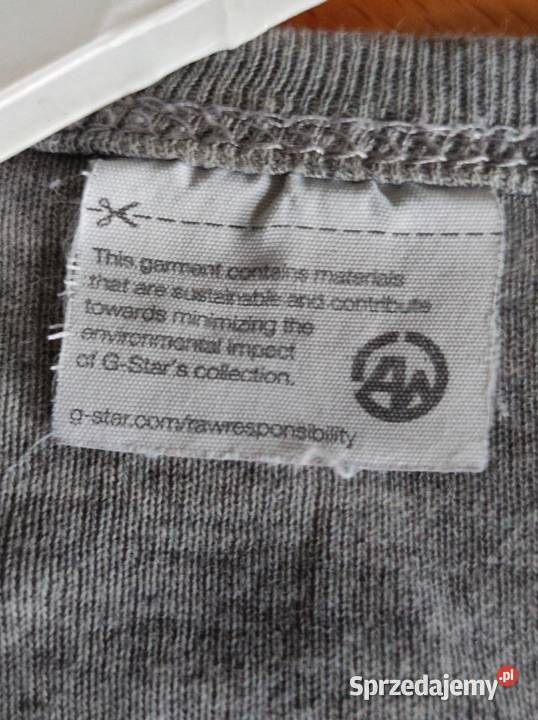 This garment contains materials
that are sustainable and contribute
towards minimizing the
environmental impact
of G-Star's collection.
RAW
g-star.com/rawresponsibility
Sprzedajemy.pl